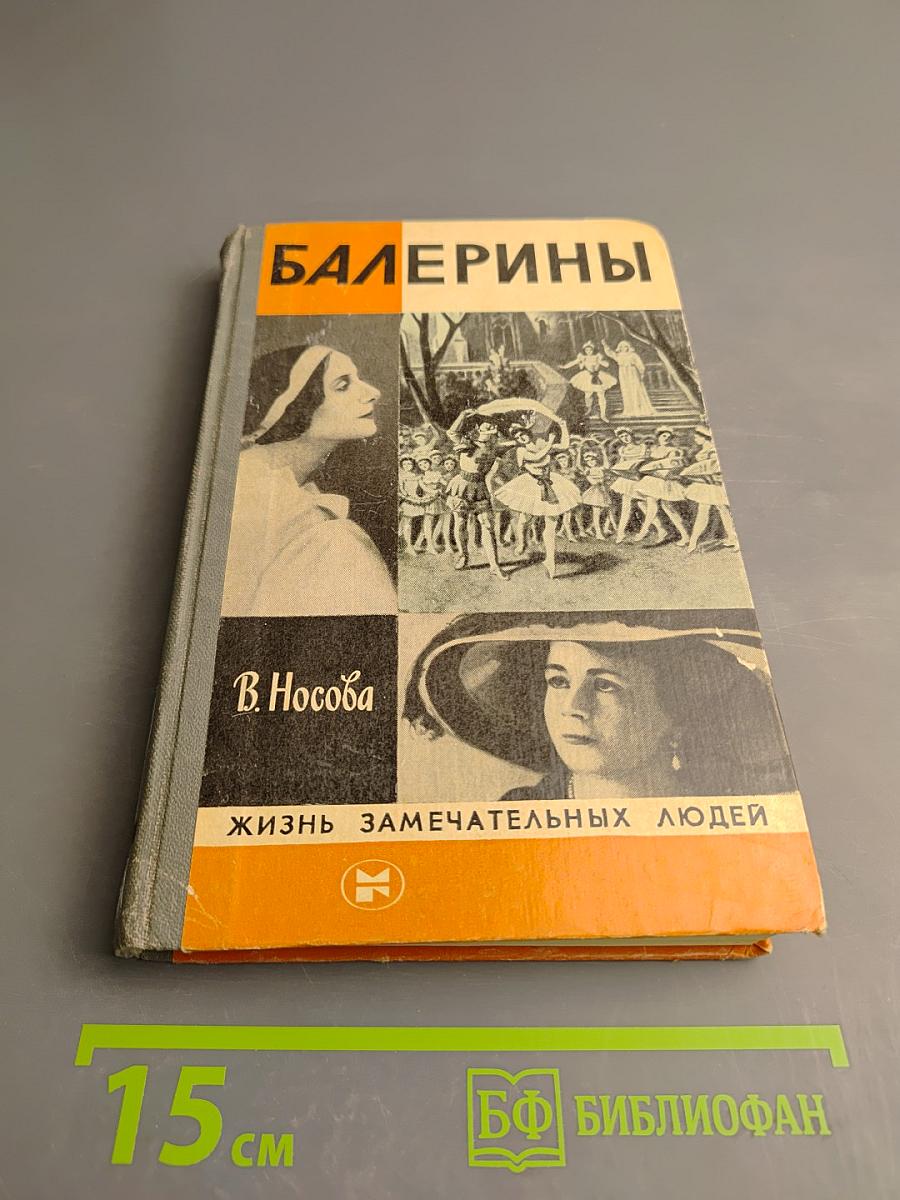 БАЛЕРИНЫ
В. Носова
ЖИЗНЬ ЗАМЕЧАТЕЛЬНЫХ ЛЮДЕЙ
15 см
БФ БИБЛИОФАН